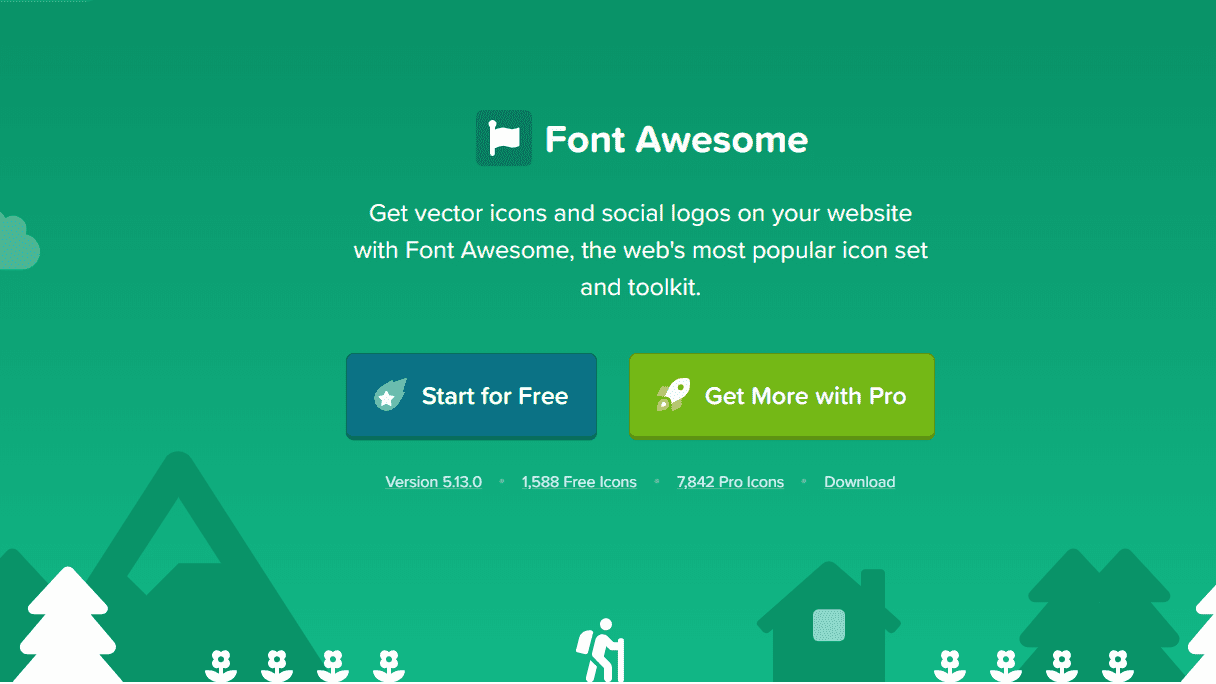 Font Awesome
Get vector icons and social logos on your website
with Font Awesome, the web's most popular icon set
and toolkit.
Start for Free
Get More with Pro
Version 5.13.0 • 1,588 Free Icons • 7,842 Pro Icons • Download